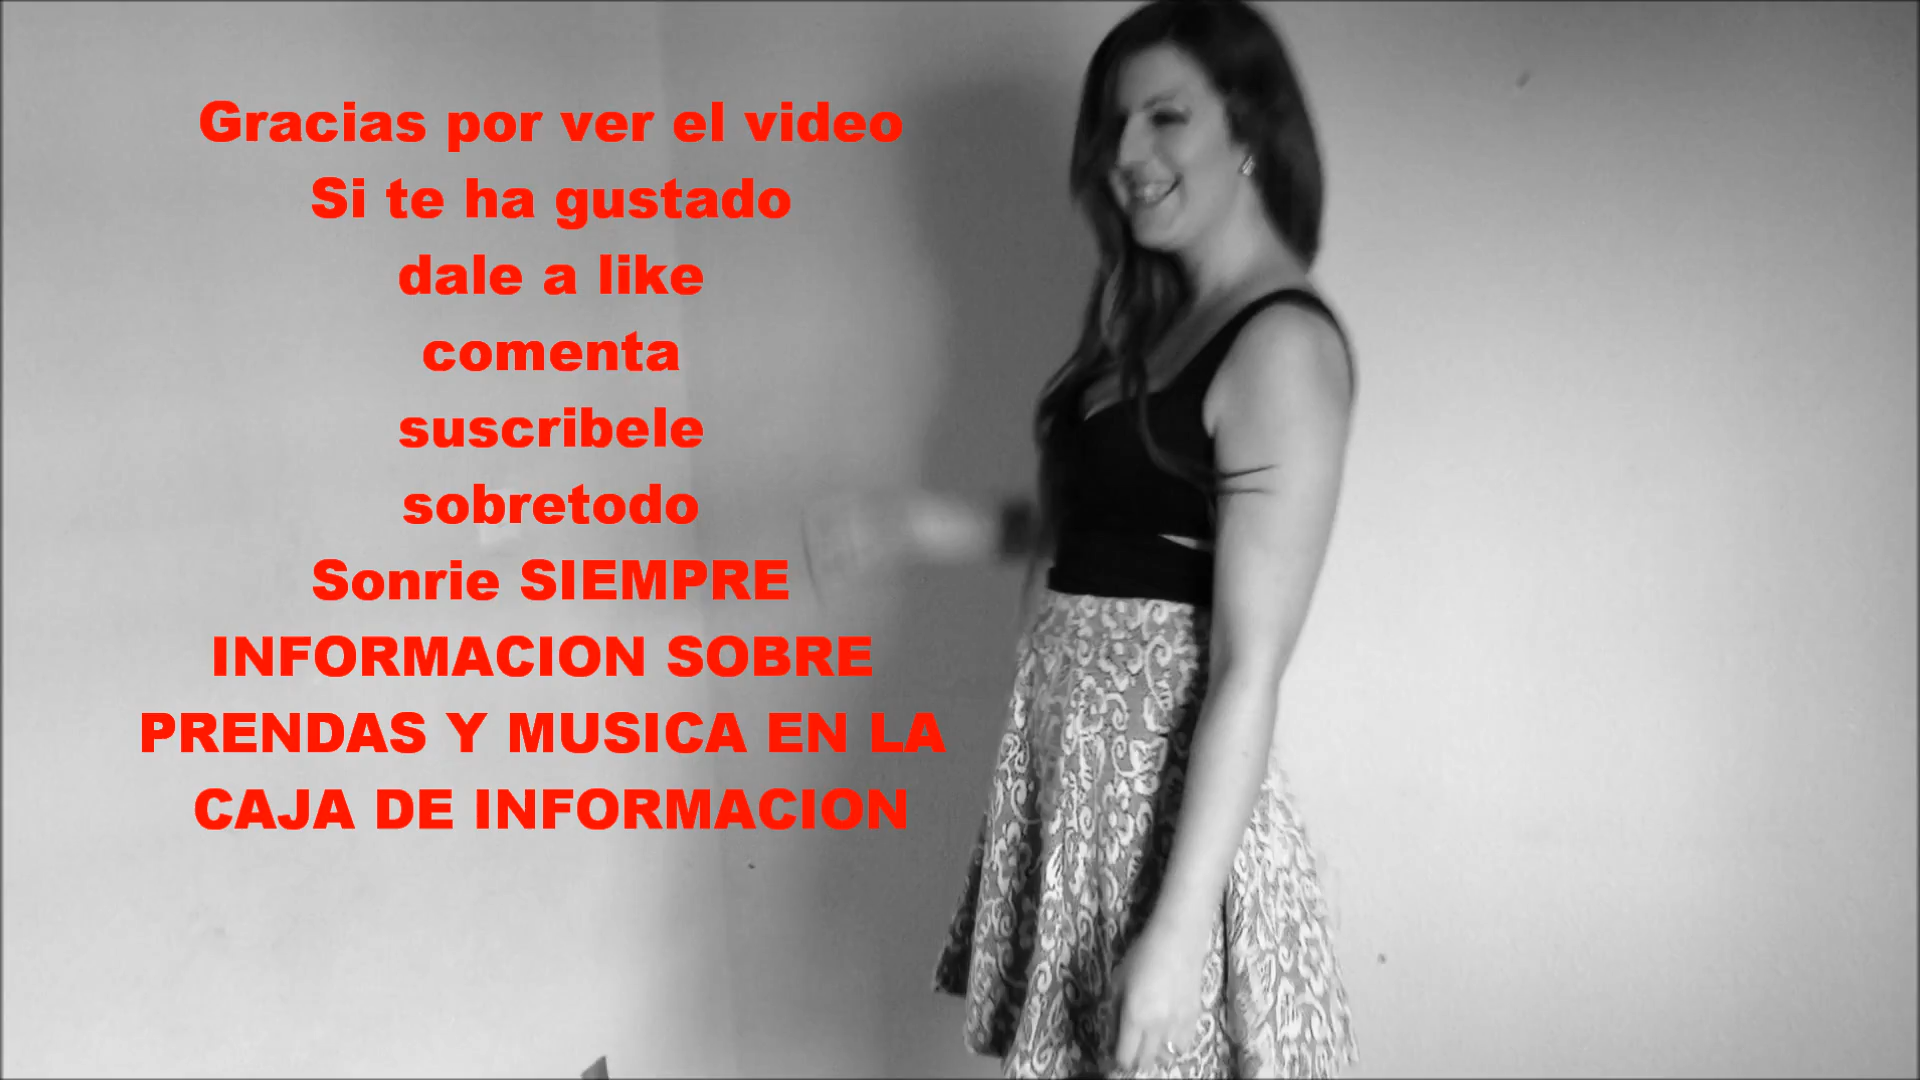 Gracias por ver el video
Si te ha gustado
dale a like
comenta
suscribele
sobretodo
Sonrie SIEMPRE
INFORMACION SOBRE
PRENDAS Y MUSICA EN LA
CAJA DE INFORMACION